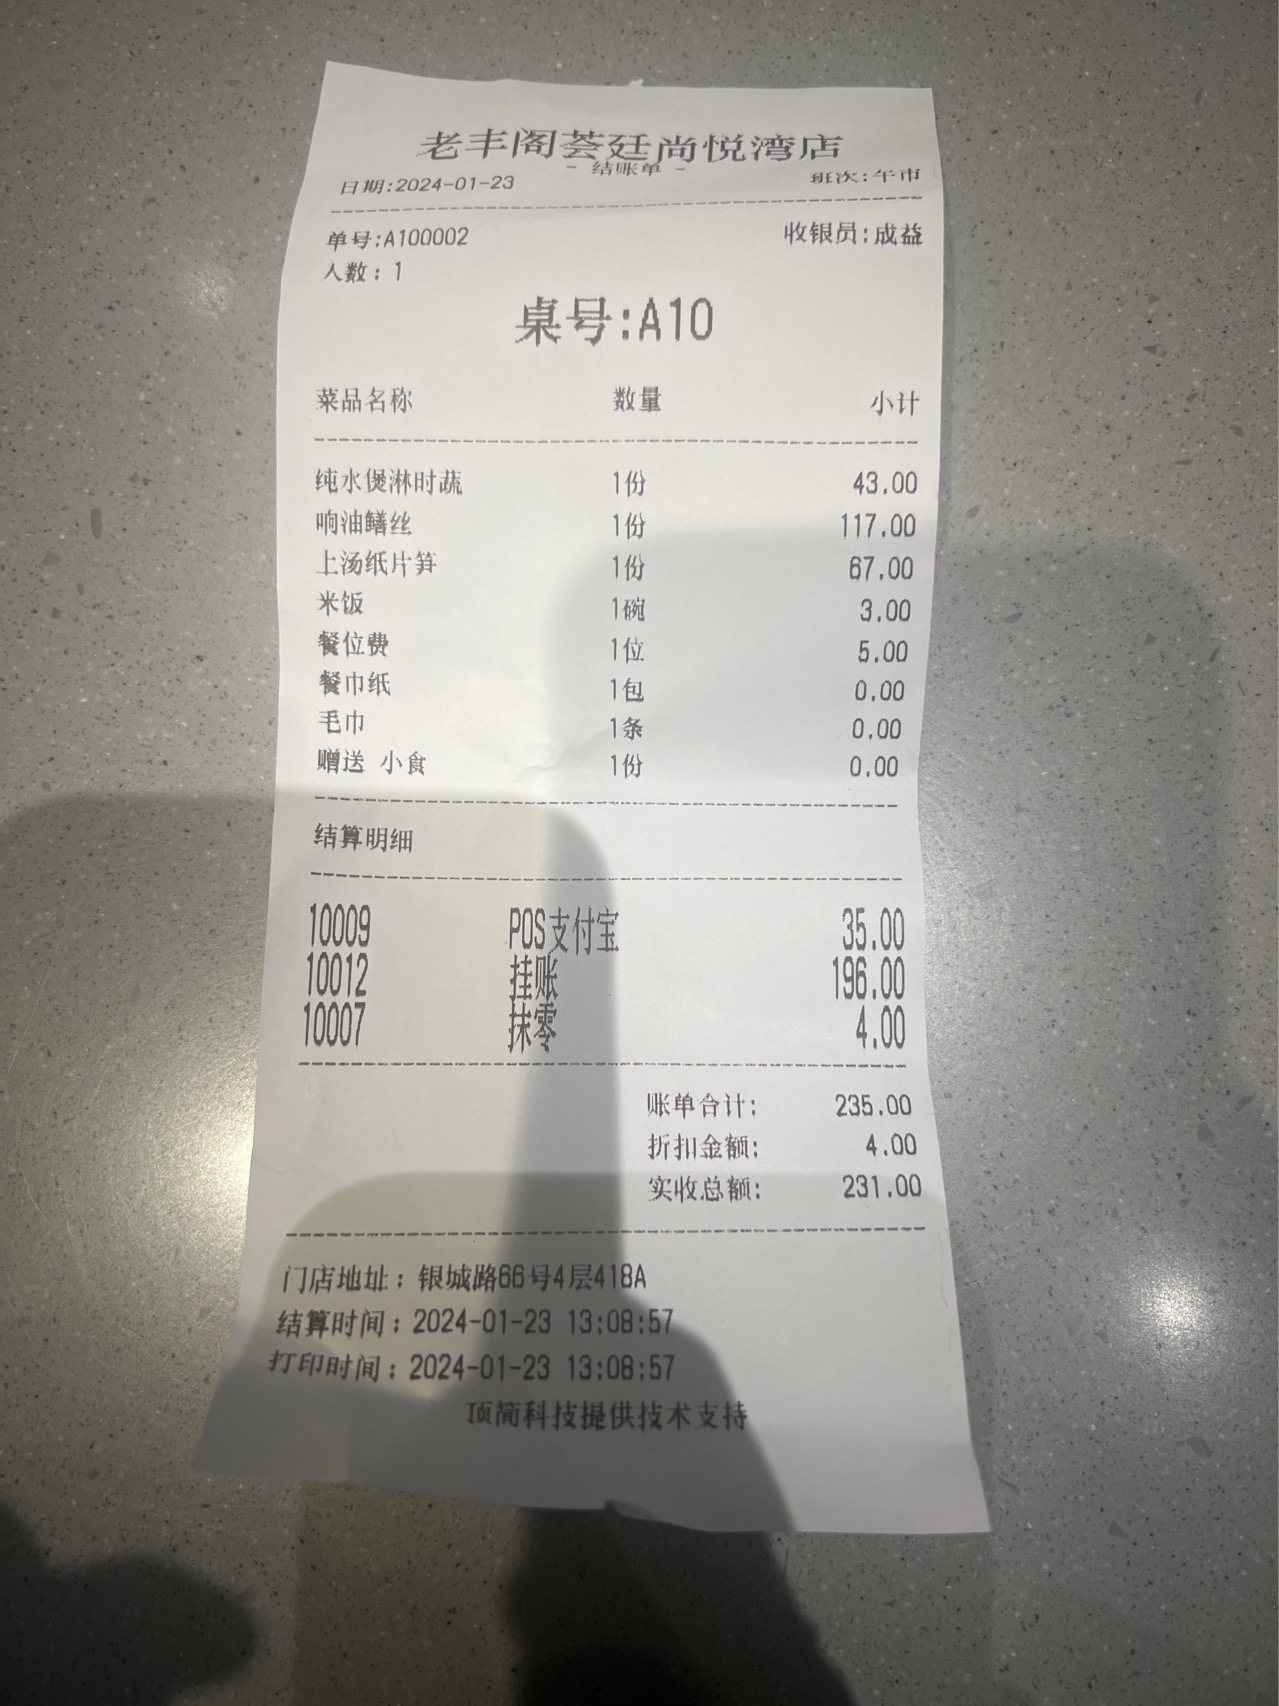 老丰阁荟廷尚悦湾店
- 结账单 -
日期:2024-01-23 班次:午市
单号:A100002 收银员:成益
人数: 1
桌号:A10
菜品名称 数量 小计
纯水煲淋时蔬 1份 43.00
响油鳝丝 1份 117.00
上汤纸片笋 1份 67.00
米饭 1碗 3.00
餐位费 1位 5.00
餐巾纸 1包 0.00
毛巾 1条 0.00
赠送 小食 1份 0.00
结算明细
10009 POS支付宝 35.00
10012 挂账 196.00
10007 抹零 4.00
账单合计: 235.00
折扣金额: 4.00
实收总额: 231.00
门店地址: 银城路66号4层418A
结算时间: 2024-01-23 13:08:57
打印时间: 2024-01-23 13:08:57
顶简科技提供技术支持